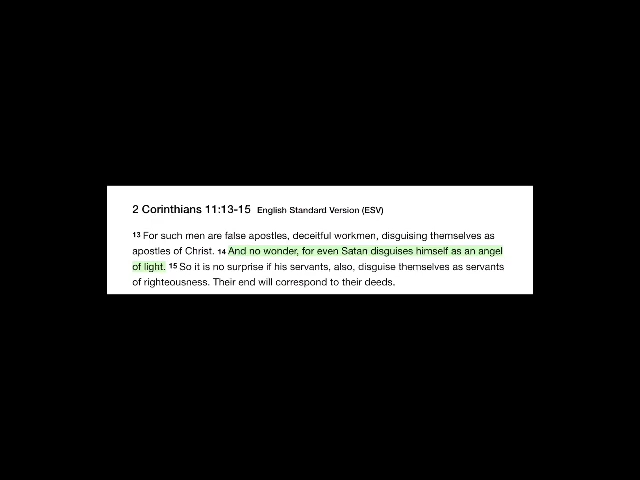 2 Corinthians 11:13-15 English Standard Version (ESV)
13 For such men are false apostles, deceitful workmen, disguising themselves as
apostles of Christ. 14 And no wonder, for even Satan disguises himself as an angel
of light. 15 So it is no surprise if his servants, also, disguise themselves as servants
of righteousness. Their end will correspond to their deeds.